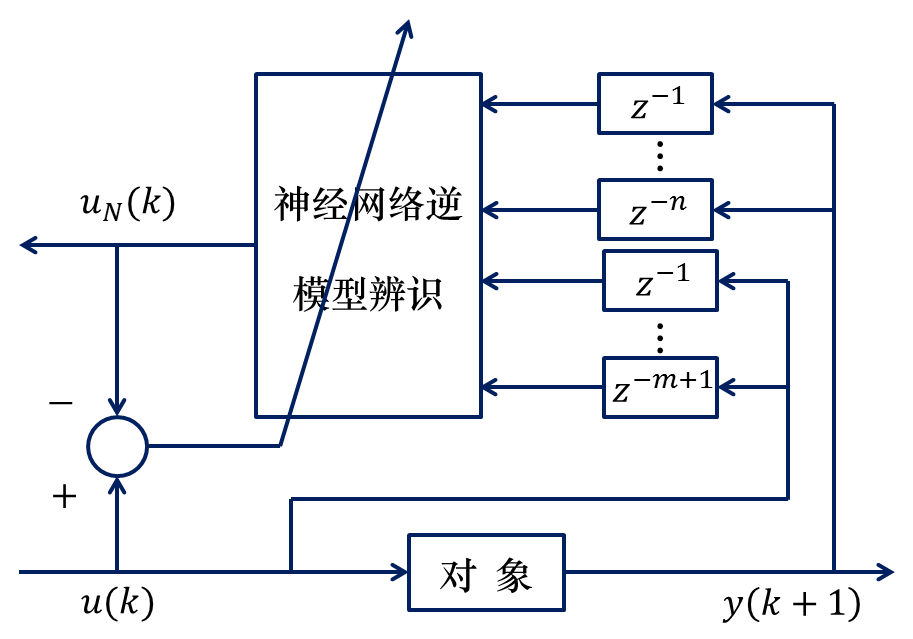 z⁻¹
⋮
z⁻ⁿ
z⁻¹
⋮
z⁻ᵐ⁺¹
神经网络逆
模型辨识
u_N(k)
−
+
u(k)
对 象
y(k + 1)